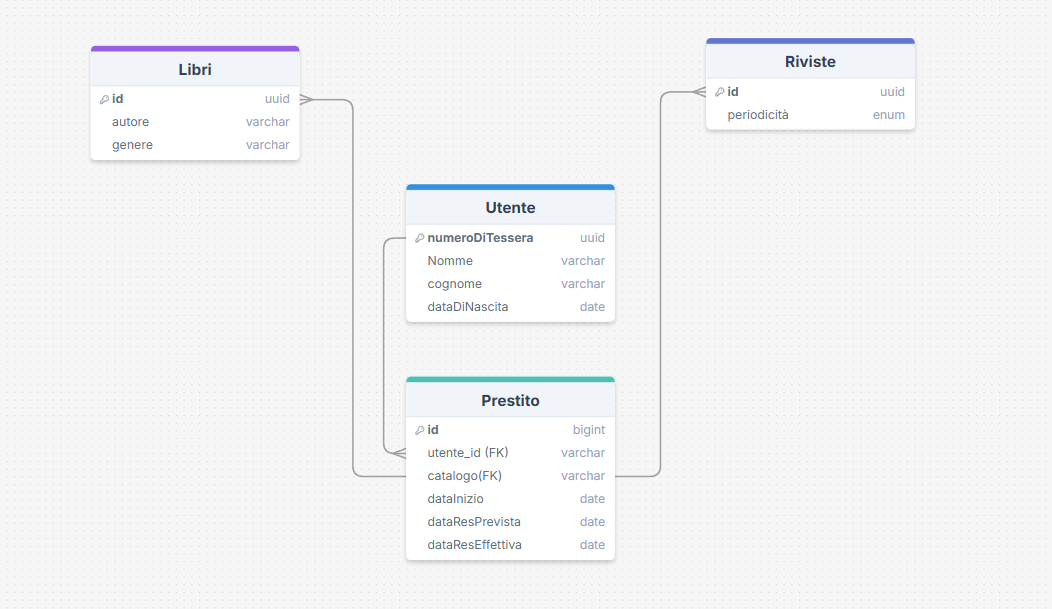 Libri
id uuid
autore varchar
genere varchar
Riviste
id uuid
periodicità enum
Utente
numeroDiTessera uuid
Nomme varchar
cognome varchar
dataDiNascita date
Prestito
id bigint
utente_id (FK) varchar
catalogo(FK) varchar
dataInizio date
dataResPrevista date
dataResEffettiva date